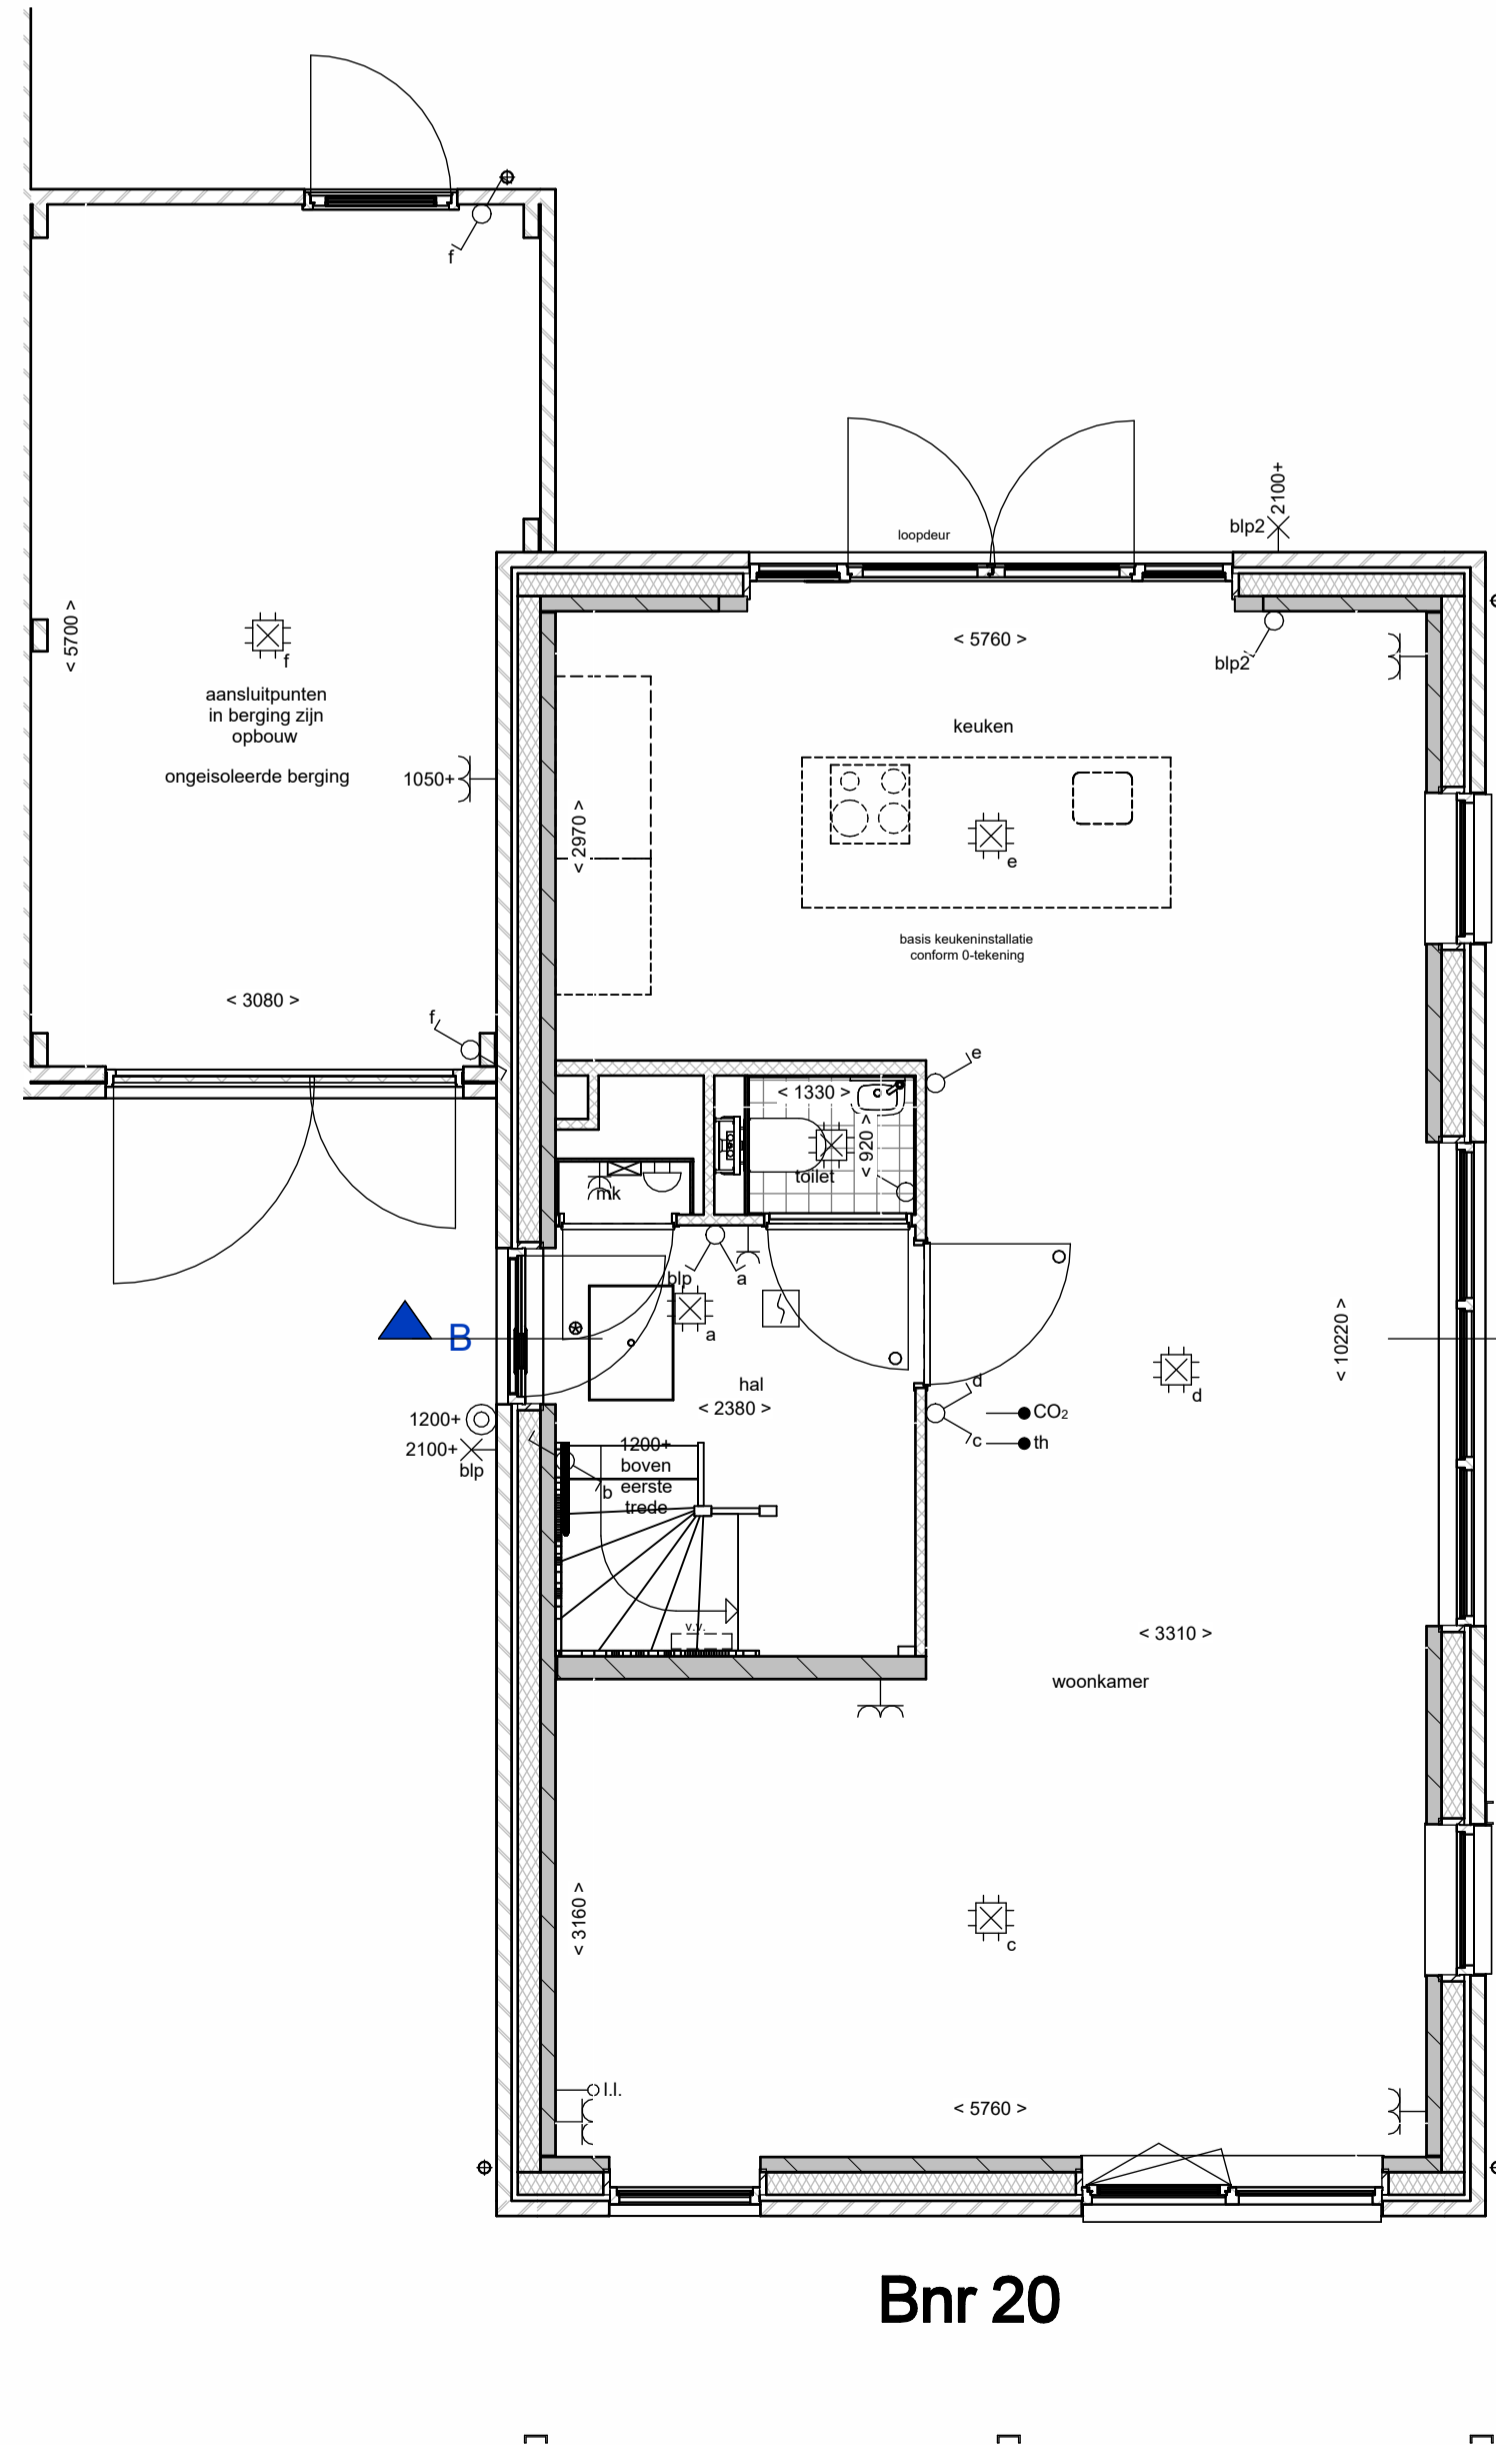 f
2100+
blp2
loopdeur
< 5700 >
f
< 5760 >
blp2
aansluitpunten
in berging zijn
opbouw
keuken
ongeisoleerde berging
1050+
< 2970 >
e
basis keukeninstallatie
conform 0-tekening
< 3080 >
f
e
< 1330 >
< 920 >
toilet
mk
blp
a
a
B
< 10220 >
d
hal
d
< 2380 >
1200+
CO₂
2100+
c
th
blp
1200+
boven
eerste
trede
b
v.v.
< 3310 >
woonkamer
< 3160 >
c
l.l.
< 5760 >
Bnr 20